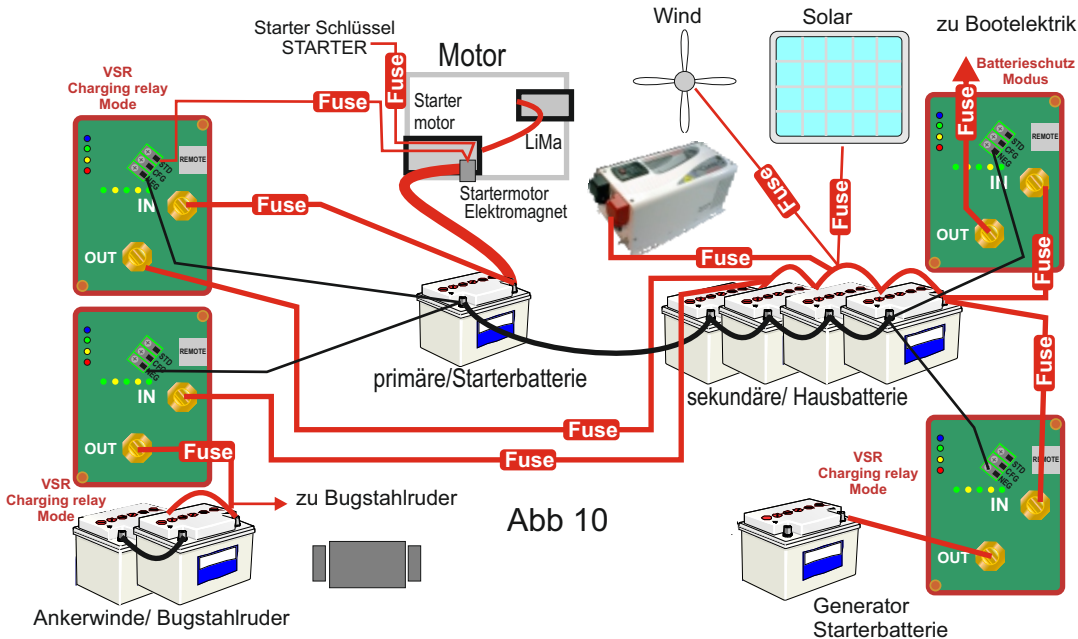 Starter Schlüssel
STARTER
Wind
Solar
zu Bootelektrik
VSR
Charging relay
Mode
Fuse
Fuse
Motor
Starter
motor
LiMa
Startermotor
Elektromagnet
Batterieschutz
Modus
Fuse
REMOTE
STD
CFG
NEG
IN
OUT
Fuse
Fuse
Fuse
Fuse
REMOTE
STD
CFG
NEG
IN
OUT
Fuse
primäre/Starterbatterie
sekundäre/ Hausbatterie
REMOTE
STD
CFG
NEG
IN
OUT
Fuse
Fuse
Fuse
Fuse
VSR
Charging relay
Mode
zu Bugstahlruder
Abb 10
VSR
Charging relay
Mode
REMOTE
STD
CFG
NEG
IN
OUT
Ankerwinde/ Bugstahlruder
Generator
Starterbatterie